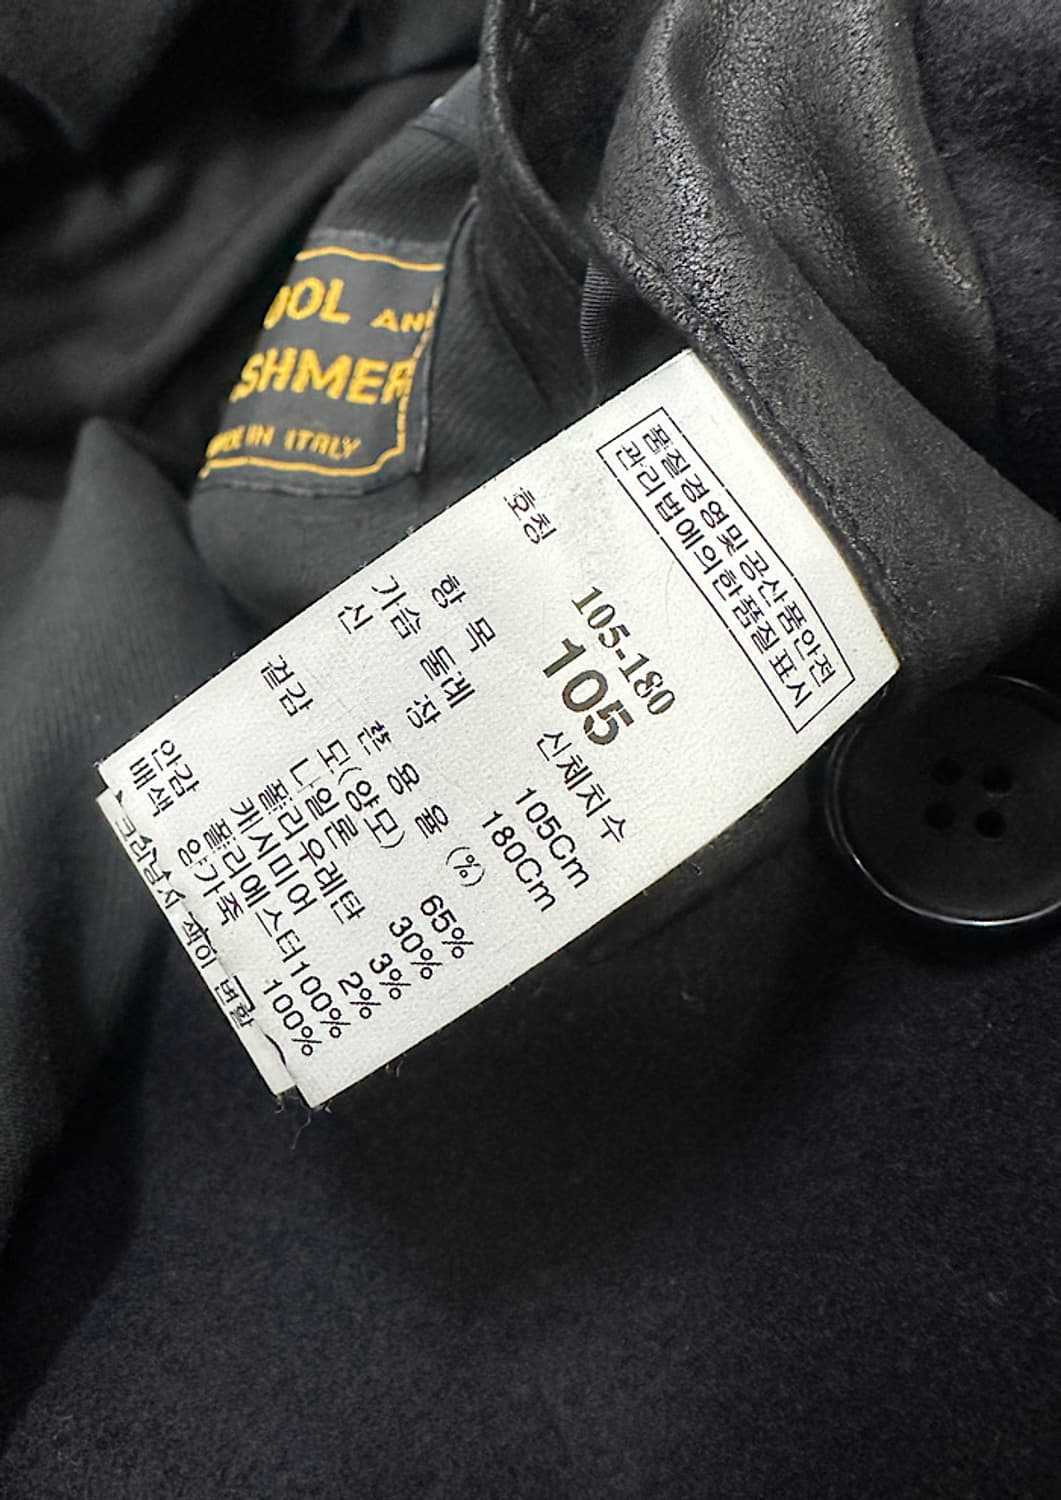 OOL AND
SHMER
MADE IN ITALY
품질경영및 공산품안전
관리법에의한품질표시
호칭 105-180
105
항 목 신체치수
가슴 둘레 105Cm
신 장 180Cm
혼 용 율 (%)
겉감 모(양모) 65%
나일론 30%
폴리우레탄 3%
캐시미어 2%
안감 폴리에스터100%
배색 양가죽 100%